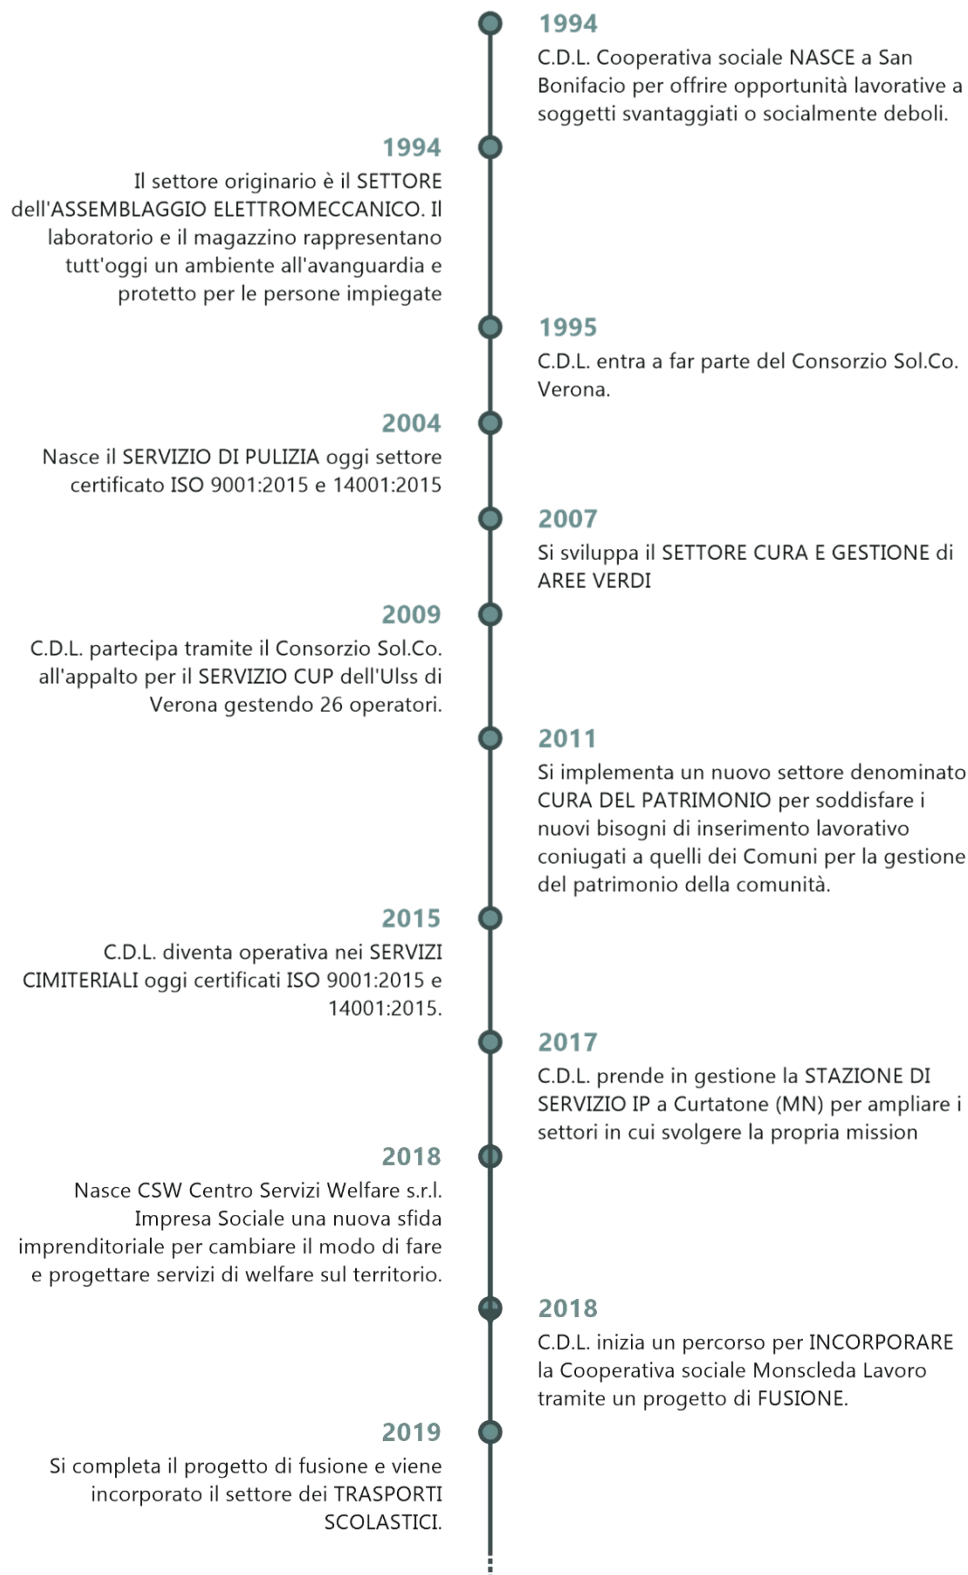 1994
C.D.L. Cooperativa sociale NASCE a San
Bonifacio per offrire opportunità lavorative a
soggetti svantaggiati o socialmente deboli.
1994
Il settore originario è il SETTORE
dell'ASSEMBLAGGIO ELETTROMECCANICO. Il
laboratorio e il magazzino rappresentano
tutt'oggi un ambiente all'avanguardia e
protetto per le persone impiegate
1995
C.D.L. entra a far parte del Consorzio Sol.Co.
Verona.
2004
Nasce il SERVIZIO DI PULIZIA oggi settore
certificato ISO 9001:2015 e 14001:2015
2007
Si sviluppa il SETTORE CURA E GESTIONE di
AREE VERDI
2009
C.D.L. partecipa tramite il Consorzio Sol.Co.
all'appalto per il SERVIZIO CUP dell'Ulss di
Verona gestendo 26 operatori.
2011
Si implementa un nuovo settore denominato
CURA DEL PATRIMONIO per soddisfare i
nuovi bisogni di inserimento lavorativo
coniugati a quelli dei Comuni per la gestione
del patrimonio della comunità.
2015
C.D.L. diventa operativa nei SERVIZI
CIMITERIALI oggi certificati ISO 9001:2015 e
14001:2015.
2017
C.D.L. prende in gestione la STAZIONE DI
SERVIZIO IP a Curtatone (MN) per ampliare i
settori in cui svolgere la propria mission
2018
Nasce CSW Centro Servizi Welfare s.r.l.
Impresa Sociale una nuova sfida
imprenditoriale per cambiare il modo di fare
e progettare servizi di welfare sul territorio.
2018
C.D.L. inizia un percorso per INCORPORARE
la Cooperativa sociale Monscleda Lavoro
tramite un progetto di FUSIONE.
2019
Si completa il progetto di fusione e viene
incorporato il settore dei TRASPORTI
SCOLASTICI.